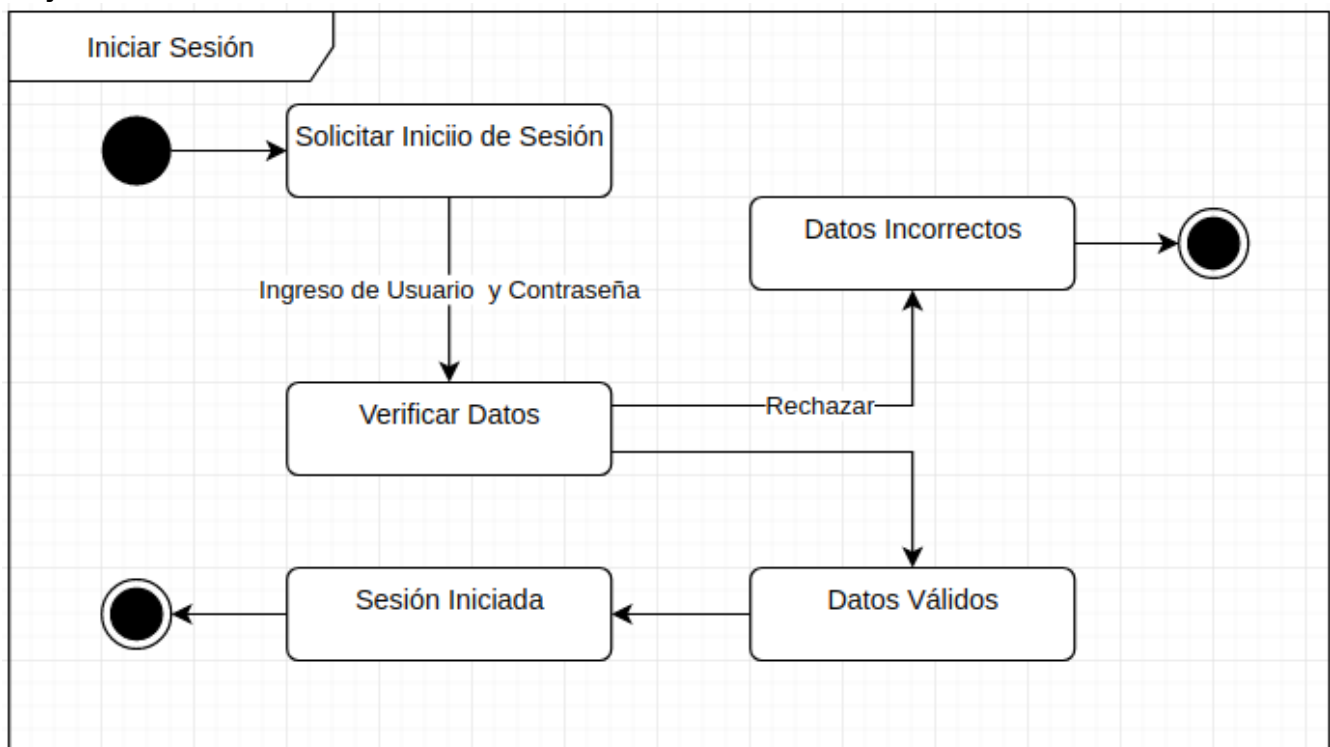 Iniciar Sesión
Solicitar Iniciio de Sesión
Datos Incorrectos
Ingreso de Usuario y Contraseña
Verificar Datos
Rechazar
Sesión Iniciada
Datos Válidos